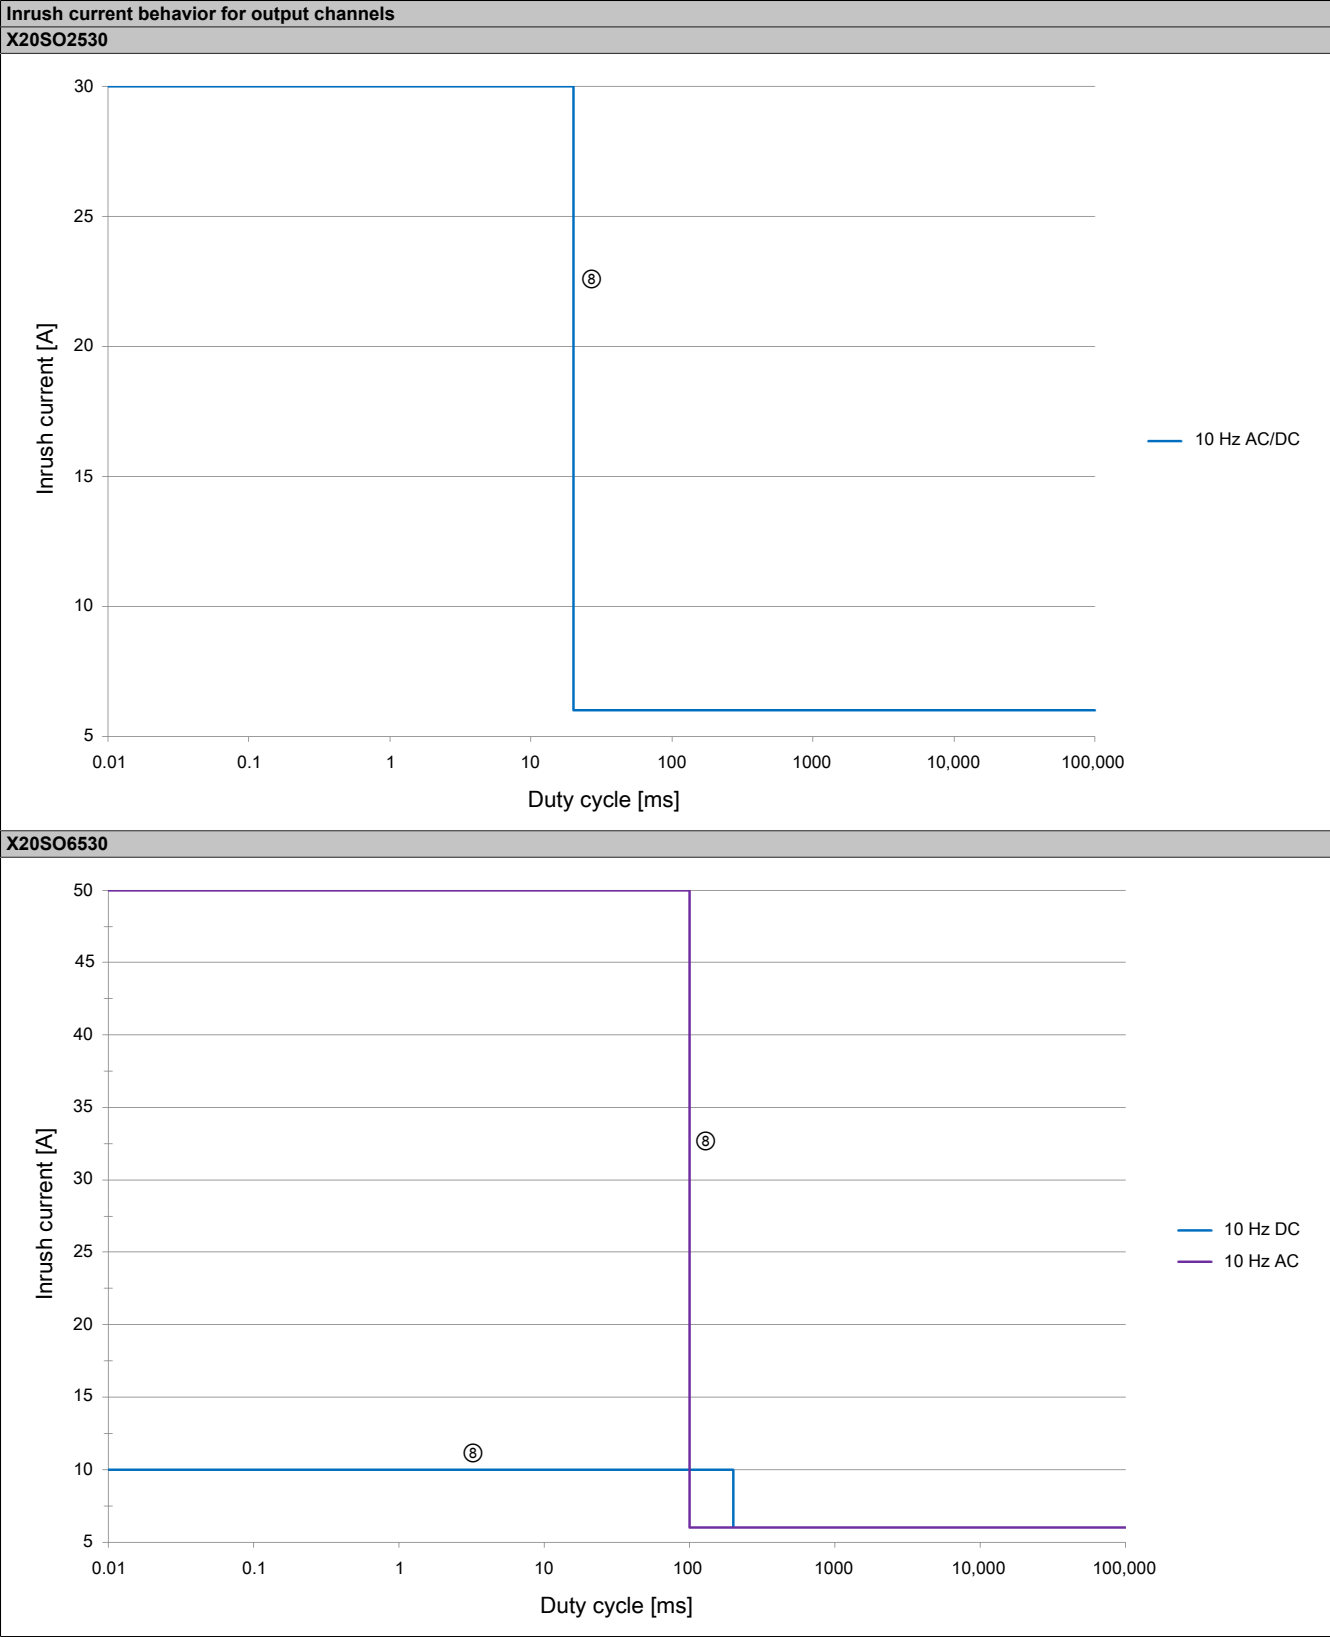 Inrush current behavior for output channels
X20SO2530
30
25
20
15
10
5
Inrush current [A]
⑧
10 Hz AC/DC
0.01 0.1 1 10 100 1000 10,000 100,000
Duty cycle [ms]
X20SO6530
50
45
40
35
30
25
20
15
10
5
Inrush current [A]
⑧
10 Hz DC
10 Hz AC
⑧
0.01 0.1 1 10 100 1000 10,000 100,000
Duty cycle [ms]